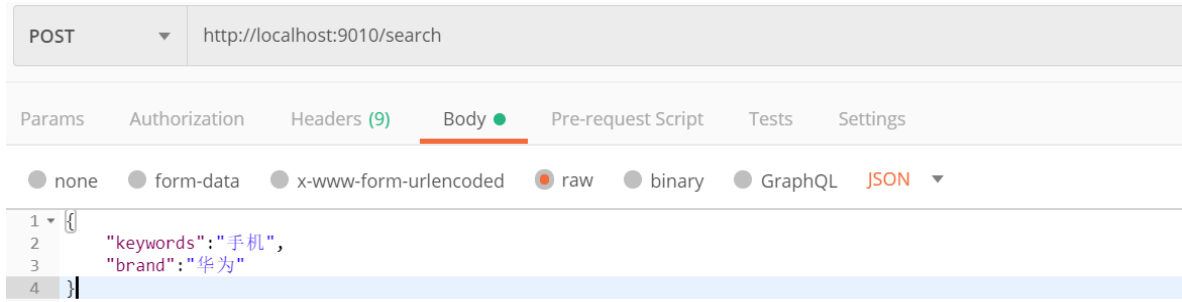 POST http://localhost:9010/search
Params Authorization Headers (9) Body Pre-request Script Tests Settings
none form-data x-www-form-urlencoded raw binary GraphQL JSON
1 {
2 "keywords":"手机",
3 "brand":"华为"
4 }